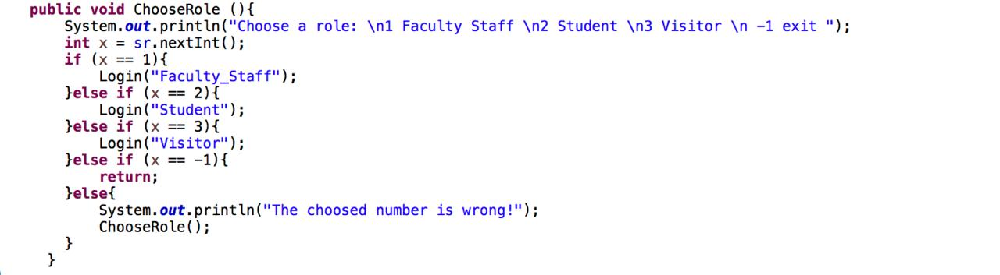 public void ChooseRole (){
System.out.println("Choose a role: \n1 Faculty Staff \n2 Student \n3 Visitor \n -1 exit ");
int x = sr.nextInt();
if (x == 1){
Login("Faculty_Staff");
}else if (x == 2){
Login("Student");
}else if (x == 3){
Login("Visitor");
}else if (x == -1){
return;
}else{
System.out.println("The choosed number is wrong!");
ChooseRole();
}
}